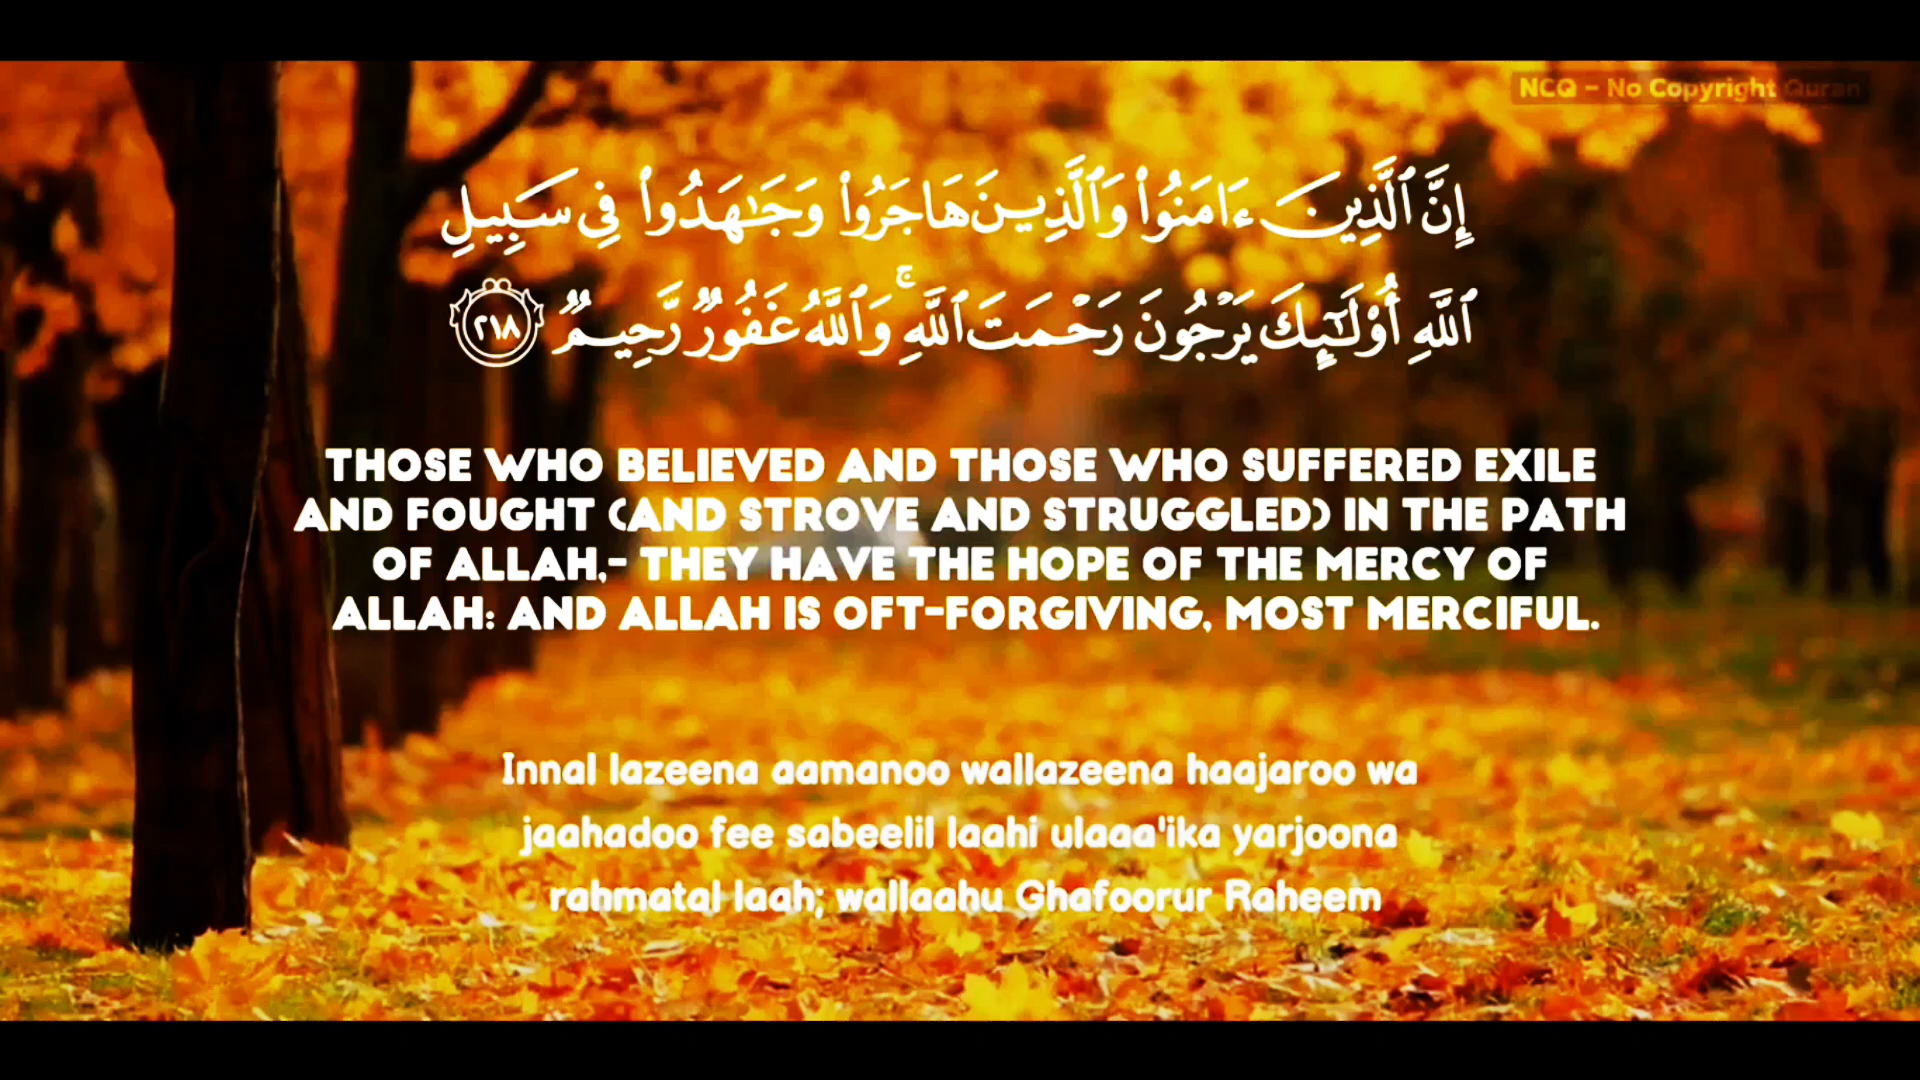 NCQ - No Copyright Quran
إِنَّ ٱلَّذِينَ ءَامَنُوا۟ وَٱلَّذِينَ هَاجَرُوا۟ وَجَـٰهَدُوا۟ فِى سَبِيلِ
ٱللَّهِ أُو۟لَـٰٓئِكَ يَرْجُونَ رَحْمَتَ ٱللَّهِ ۚ وَٱللَّهُ غَفُورٌ رَّحِيمٌ ٢١٨
THOSE WHO BELIEVED AND THOSE WHO SUFFERED EXILE
AND FOUGHT (AND STROVE AND STRUGGLED) IN THE PATH
OF ALLAH,- THEY HAVE THE HOPE OF THE MERCY OF
ALLAH: AND ALLAH IS OFT-FORGIVING, MOST MERCIFUL.
Innal lazeena aamanoo wallazeena haajaroo wa
jaahadoo fee sabeelil laahi ulaaa'ika yarjoona
rahmatal laah; wallaahu Ghafoorur Raheem